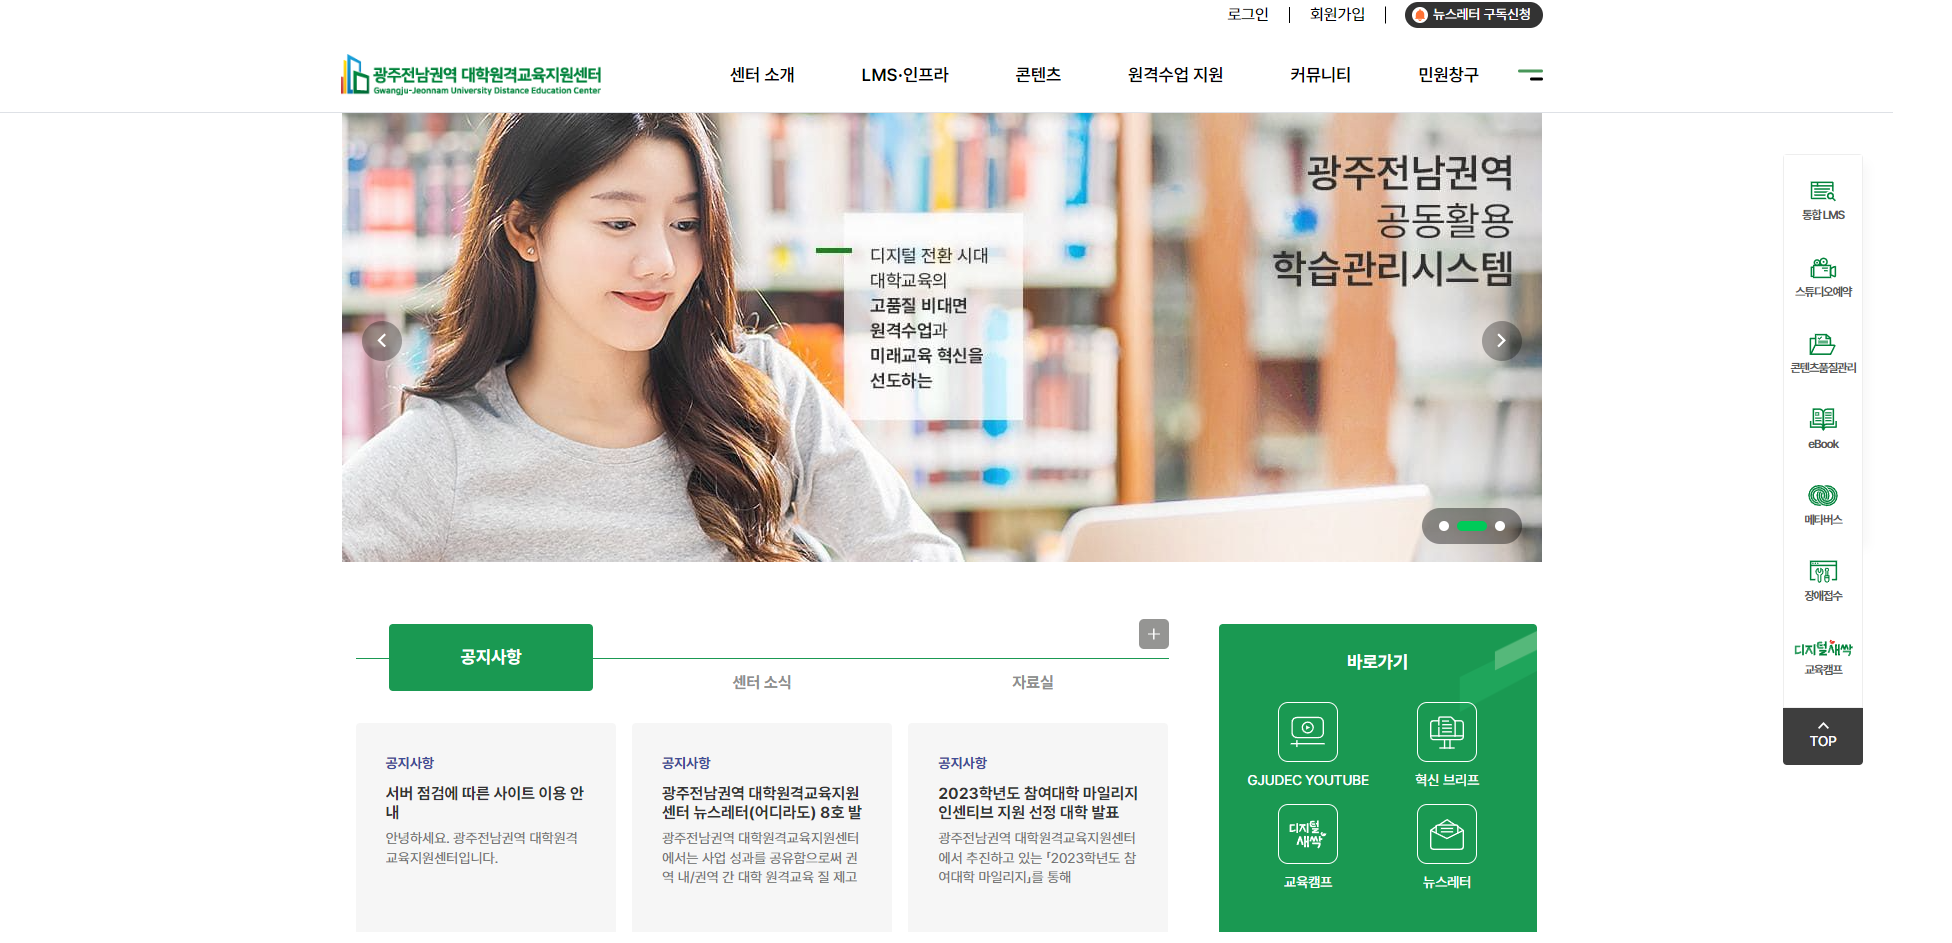 로그인
회원가입
뉴스레터 구독신청
광주전남권역 대학원격교육지원센터
Gwangju-Jeonnam University Distance Education Center
센터 소개
LMS·인프라
콘텐츠
원격수업 지원
커뮤니티
민원창구
광주전남권역
공동활용
학습관리시스템
디지털 전환 시대
대학교육의
고품질 비대면
원격수업과
미래교육 혁신을
선도하는
통합 LMS
스튜디오예약
콘텐츠품질관리
eBook
메타버스
장애접수
디지털새싹
교육캠프
TOP
공지사항
센터 소식
자료실
공지사항
서버 점검에 따른 사이트 이용 안
내
안녕하세요. 광주전남권역 대학원격
교육지원센터입니다.
공지사항
광주전남권역 대학원격교육지원
센터 뉴스레터(어디라도) 8호 발
광주전남권역 대학원격교육지원센터
에서는 사업 성과를 공유함으로써 권
역 내/권역 간 대학 원격교육 질 제고
공지사항
2023학년도 참여대학 마일리지
인센티브 지원 선정 대학 발표
광주전남권역 대학원격교육지원센터
에서 추진하고 있는 「2023학년도 참
여대학 마일리지」를 통해
바로가기
GJUDEC YOUTUBE
혁신 브리프
디지털
새싹
교육캠프
뉴스레터